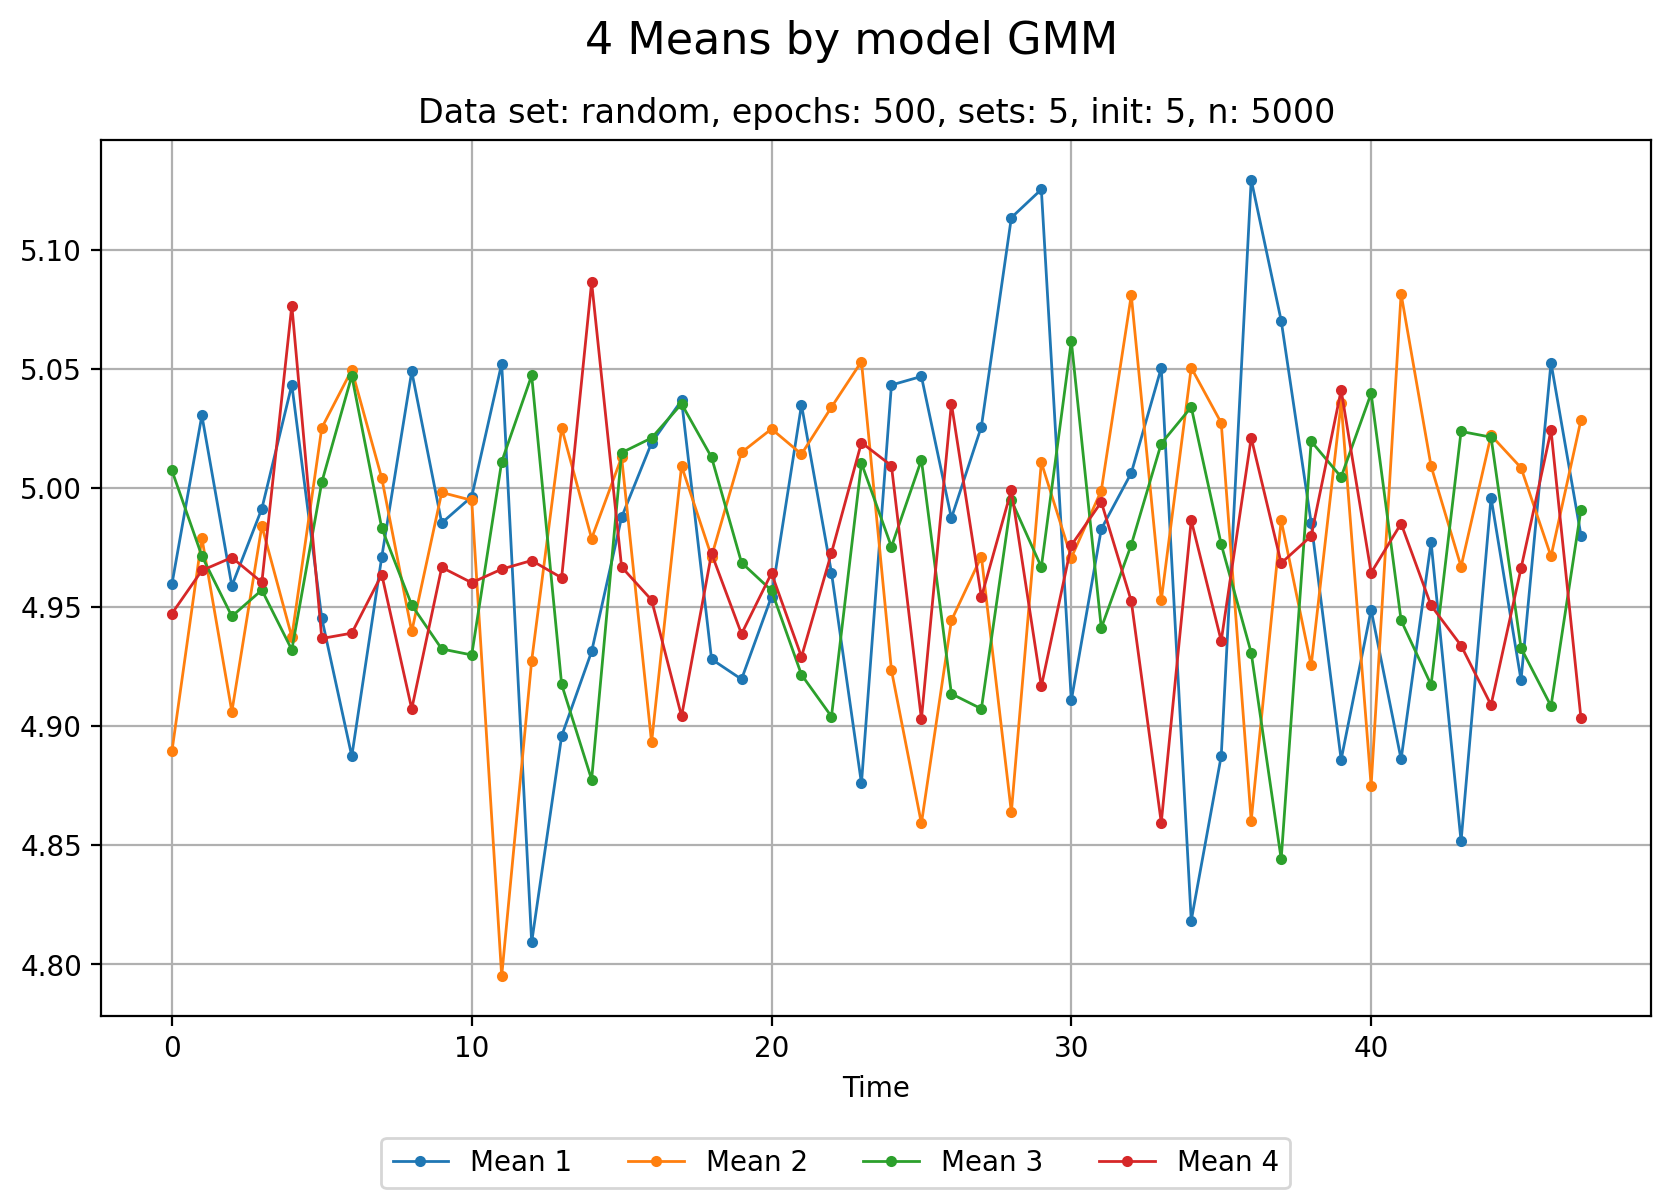 4 Means by model GMM
Data set: random, epochs: 500, sets: 5, init: 5, n: 5000
5.10
5.05
5.00
4.95
4.90
4.85
4.80
0 10 20 30 40
Time
Mean 1 Mean 2 Mean 3 Mean 4